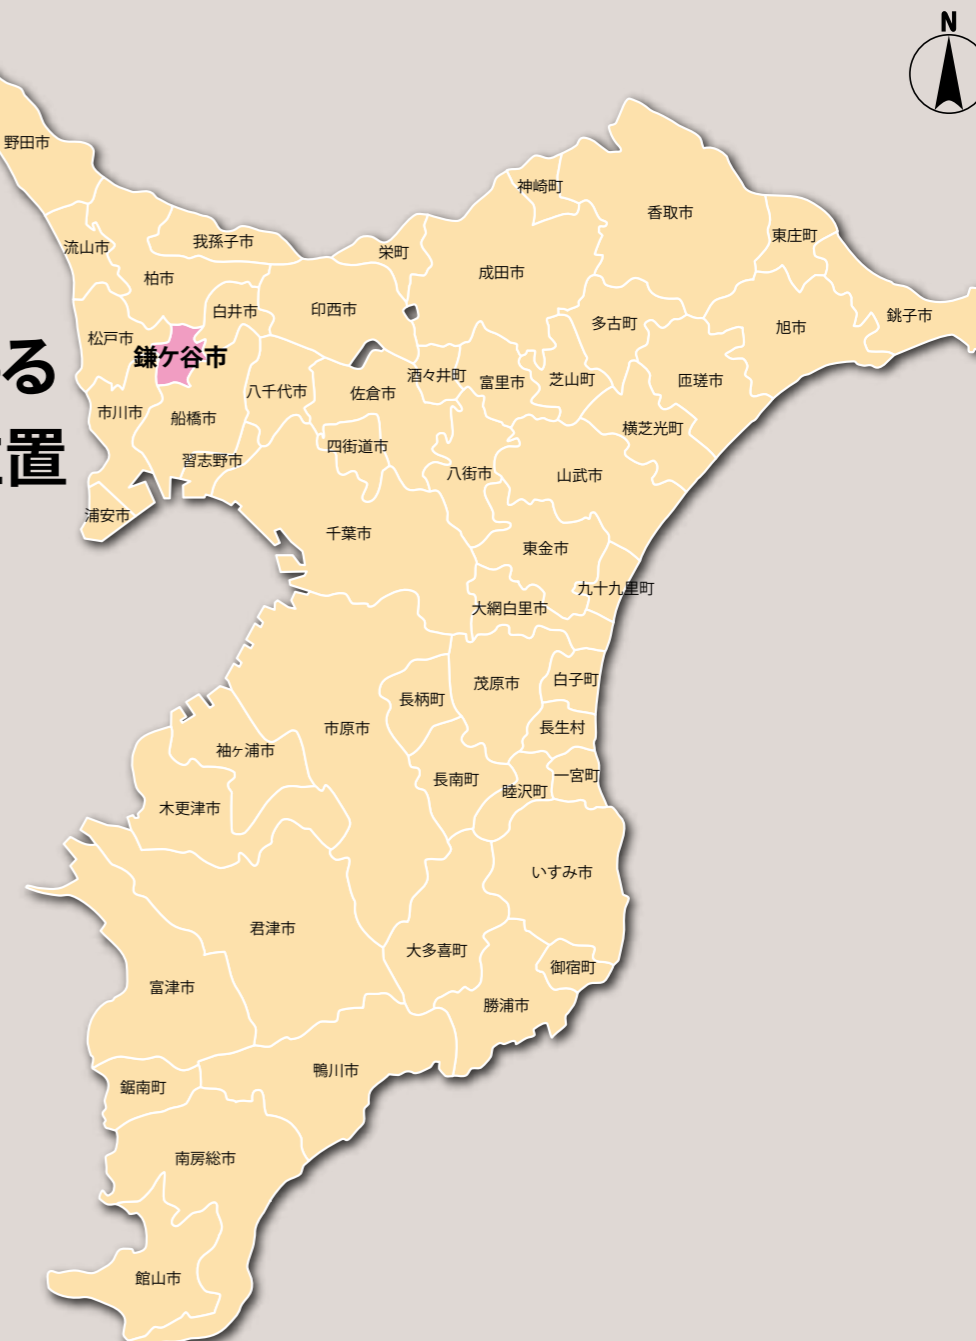 N
野田市
神崎町
香取市
東庄町
流山市
我孫子市
栄町
成田市
柏市
白井市
印西市
多古町
旭市
銚子市
松戸市
鎌ケ谷市
る
酒々井町
富里市
芝山町
匝瑳市
八千代市
佐倉市
市川市
船橋市
横芝光町
置
四街道市
習志野市
八街市
山武市
浦安市
千葉市
東金市
九十九里町
大網白里市
茂原市
白子町
長柄町
市原市
長生村
袖ヶ浦市
長南町
一宮町
睦沢町
木更津市
いすみ市
君津市
大多喜町
御宿町
富津市
勝浦市
鴨川市
鋸南町
南房総市
館山市